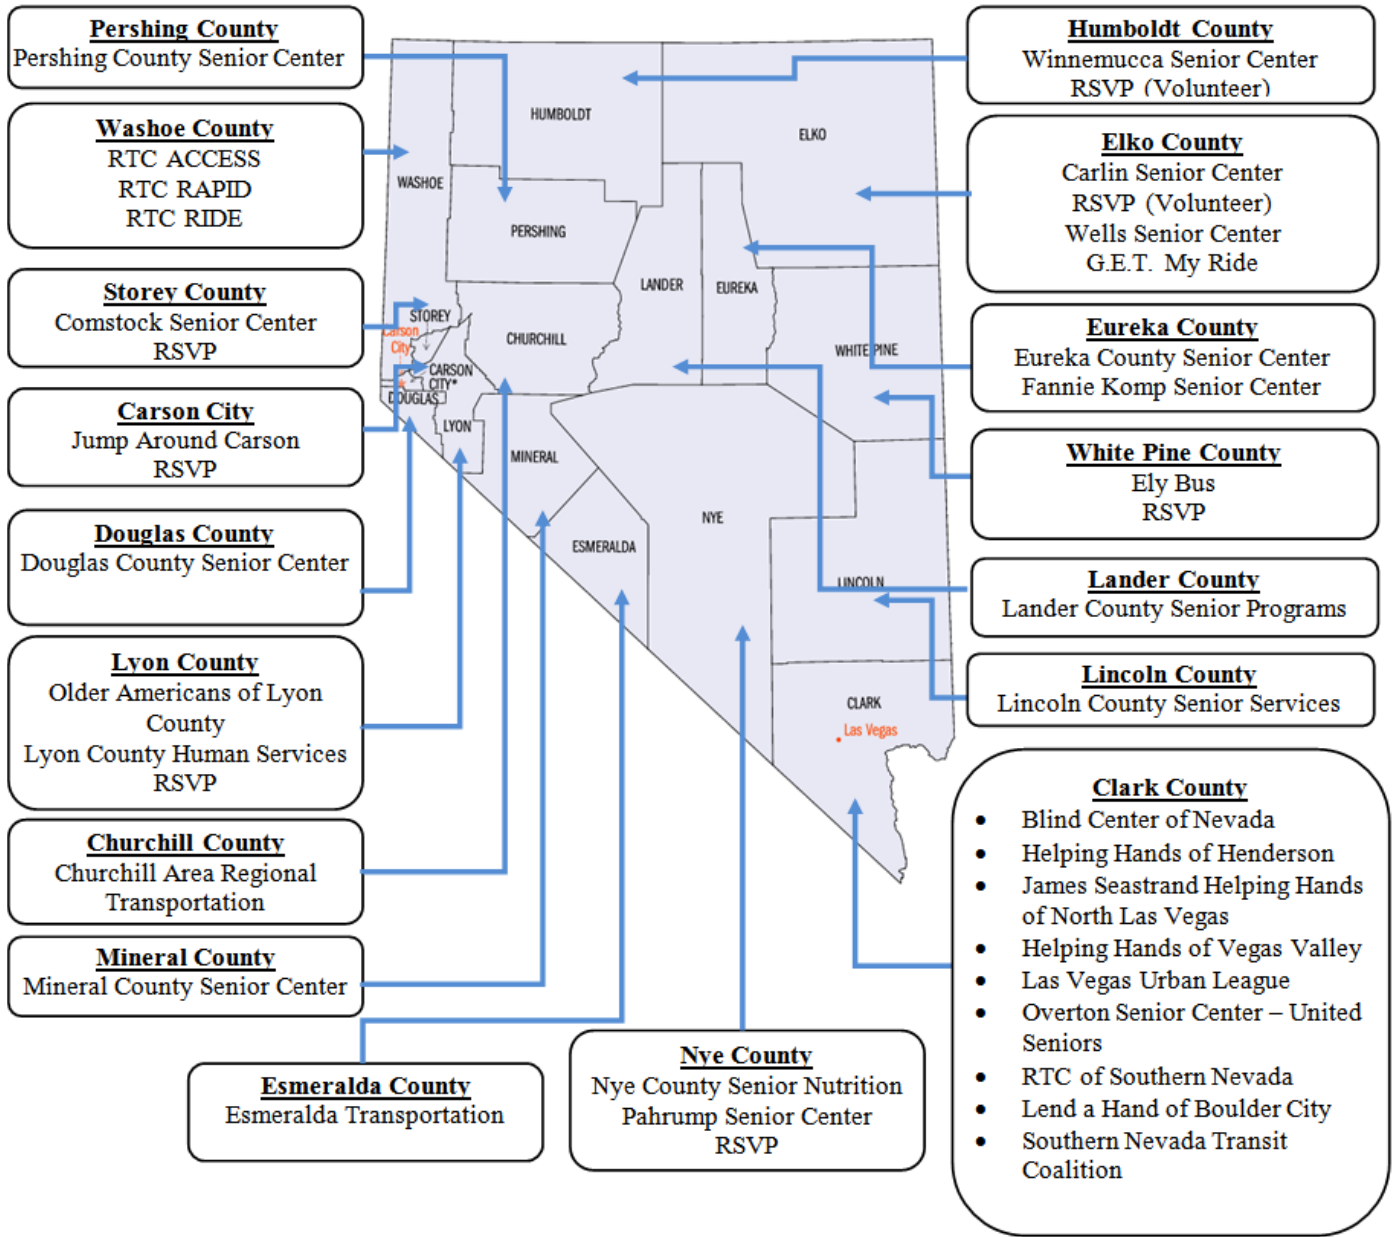 Pershing County
Pershing County Senior Center
Washoe County
RTC ACCESS
RTC RAPID
RTC RIDE
Storey County
Comstock Senior Center
RSVP
Carson City
Jump Around Carson
RSVP
Douglas County
Douglas County Senior Center
Lyon County
Older Americans of Lyon
County
Lyon County Human Services
RSVP
Churchill County
Churchill Area Regional
Transportation
Mineral County
Mineral County Senior Center
Esmeralda County
Esmeralda Transportation
Nye County
Nye County Senior Nutrition
Pahrump Senior Center
RSVP
HUMBOLDT
ELKO
WASHOE
PERSHING
LANDER
EUREKA
STOREY
Carson
City
CHURCHILL
WHITE PINE
CARSON
CITY*
DOUGLAS
LYON
MINERAL
NYE
ESMERALDA
LINCOLN
CLARK
Las Vegas
Humboldt County
Winnemucca Senior Center
RSVP (Volunteer)
Elko County
Carlin Senior Center
RSVP (Volunteer)
Wells Senior Center
G.E.T. My Ride
Eureka County
Eureka County Senior Center
Fannie Komp Senior Center
White Pine County
Ely Bus
RSVP
Lander County
Lander County Senior Programs
Lincoln County
Lincoln County Senior Services
Clark County
• Blind Center of Nevada
• Helping Hands of Henderson
• James Seastrand Helping Hands
of North Las Vegas
• Helping Hands of Vegas Valley
• Las Vegas Urban League
• Overton Senior Center – United
Seniors
• RTC of Southern Nevada
• Lend a Hand of Boulder City
• Southern Nevada Transit
Coalition